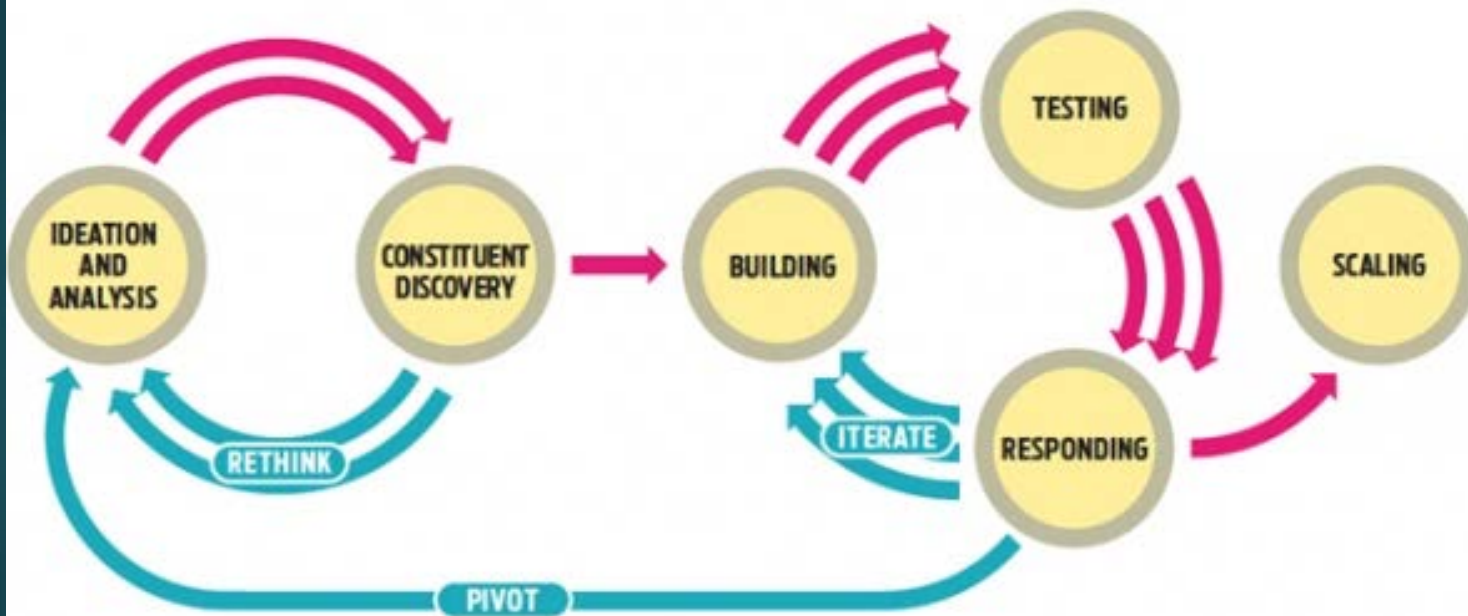 IDEATION
AND
ANALYSIS
CONSTITUENT
DISCOVERY
BUILDING
TESTING
SCALING
RESPONDING
RETHINK
ITERATE
PIVOT